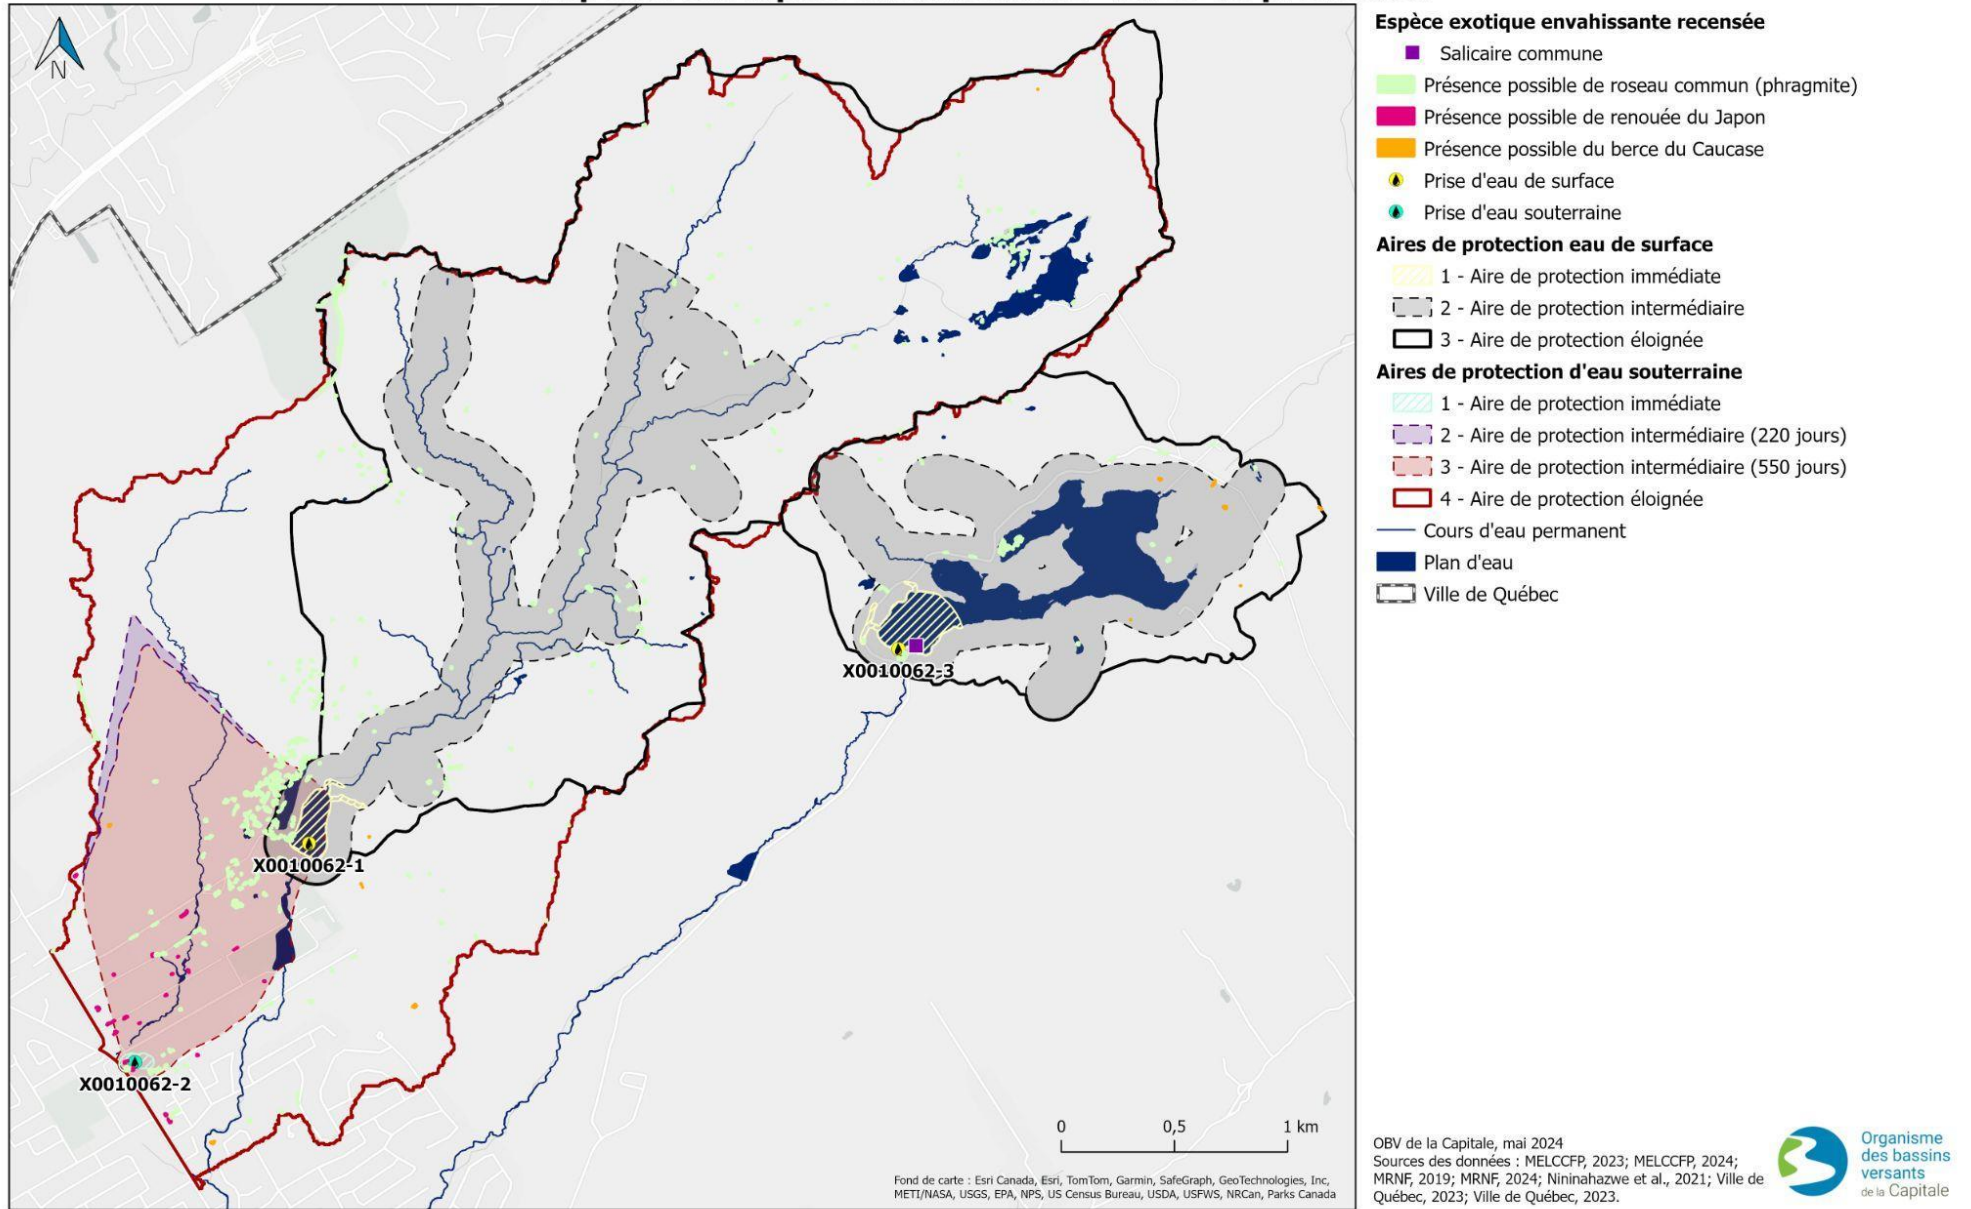 N
X0010062-3
X0010062-1
X0010062-2
0 0,5 1 km
Fond de carte : Esri Canada, Esri, TomTom, Garmin, SafeGraph, GeoTechnologies, Inc,
METI/NASA, USGS, EPA, NPS, US Census Bureau, USDA, USFWS, NRCan, Parks Canada
Espèce exotique envahissante recensée
Salicaire commune
Présence possible de roseau commun (phragmite)
Présence possible de renouée du Japon
Présence possible du berce du Caucase
Prise d'eau de surface
Prise d'eau souterraine
Aires de protection eau de surface
1 - Aire de protection immédiate
2 - Aire de protection intermédiaire
3 - Aire de protection éloignée
Aires de protection d'eau souterraine
1 - Aire de protection immédiate
2 - Aire de protection intermédiaire (220 jours)
3 - Aire de protection intermédiaire (550 jours)
4 - Aire de protection éloignée
Cours d'eau permanent
Plan d'eau
Ville de Québec
OBV de la Capitale, mai 2024
Sources des données : MELCCFP, 2023; MELCCFP, 2024;
MRNF, 2019; MRNF, 2024; Nininahazwe et al., 2021; Ville de
Québec, 2023; Ville de Québec, 2023.
Organisme
des bassins
versants
de la Capitale